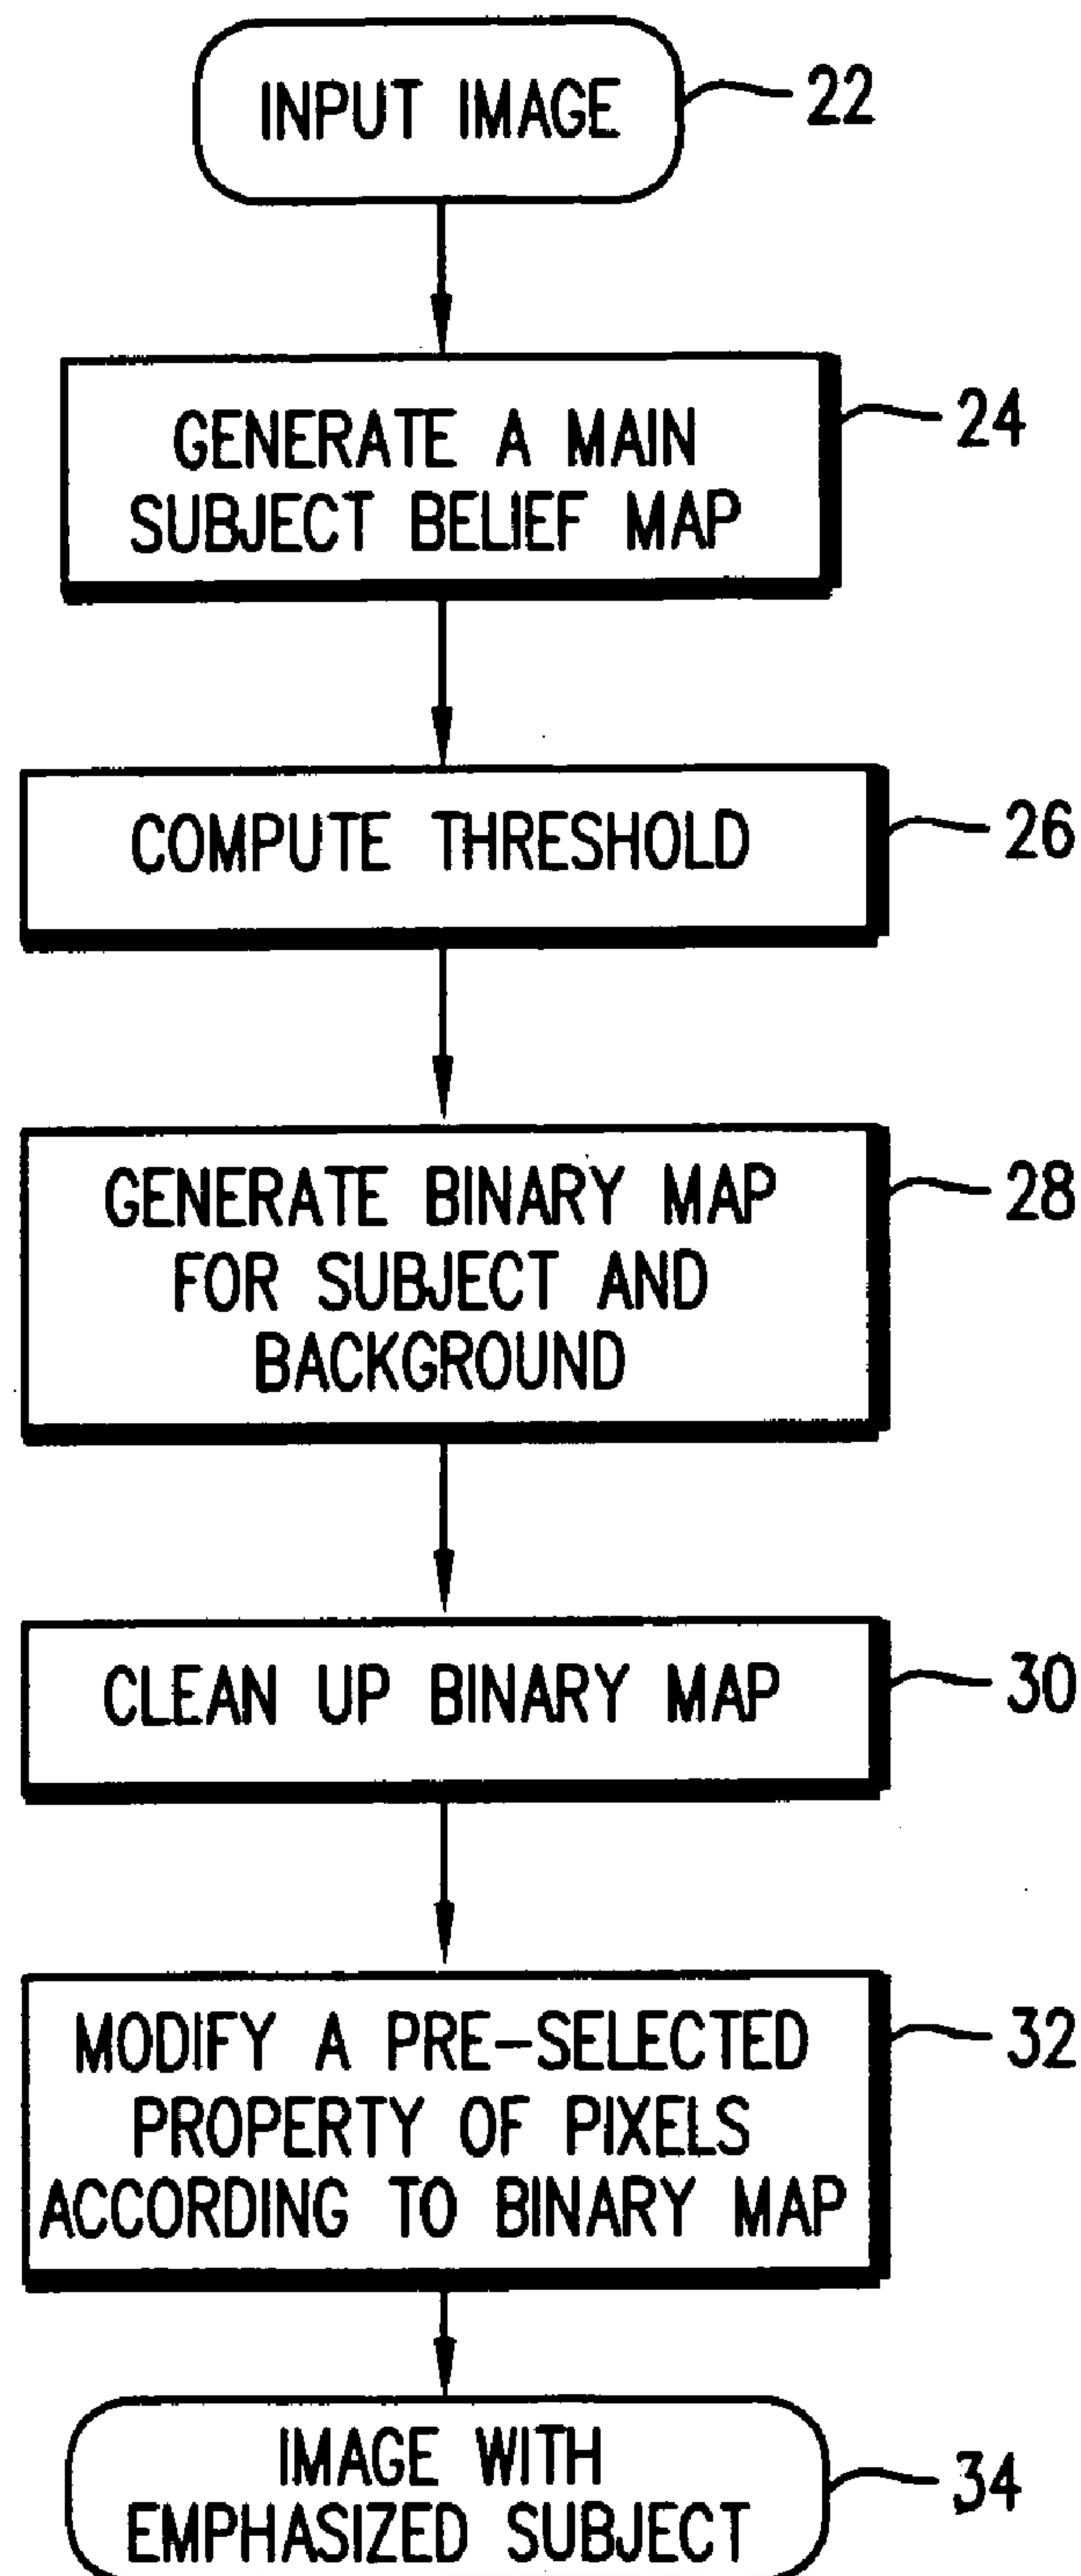 INPUT IMAGE
22
GENERATE A MAIN
SUBJECT BELIEF MAP
24
COMPUTE THRESHOLD
26
GENERATE BINARY MAP
FOR SUBJECT AND
BACKGROUND
28
CLEAN UP BINARY MAP
30
MODIFY A PRE-SELECTED
PROPERTY OF PIXELS
ACCORDING TO BINARY MAP
32
IMAGE WITH
EMPHASIZED SUBJECT
34